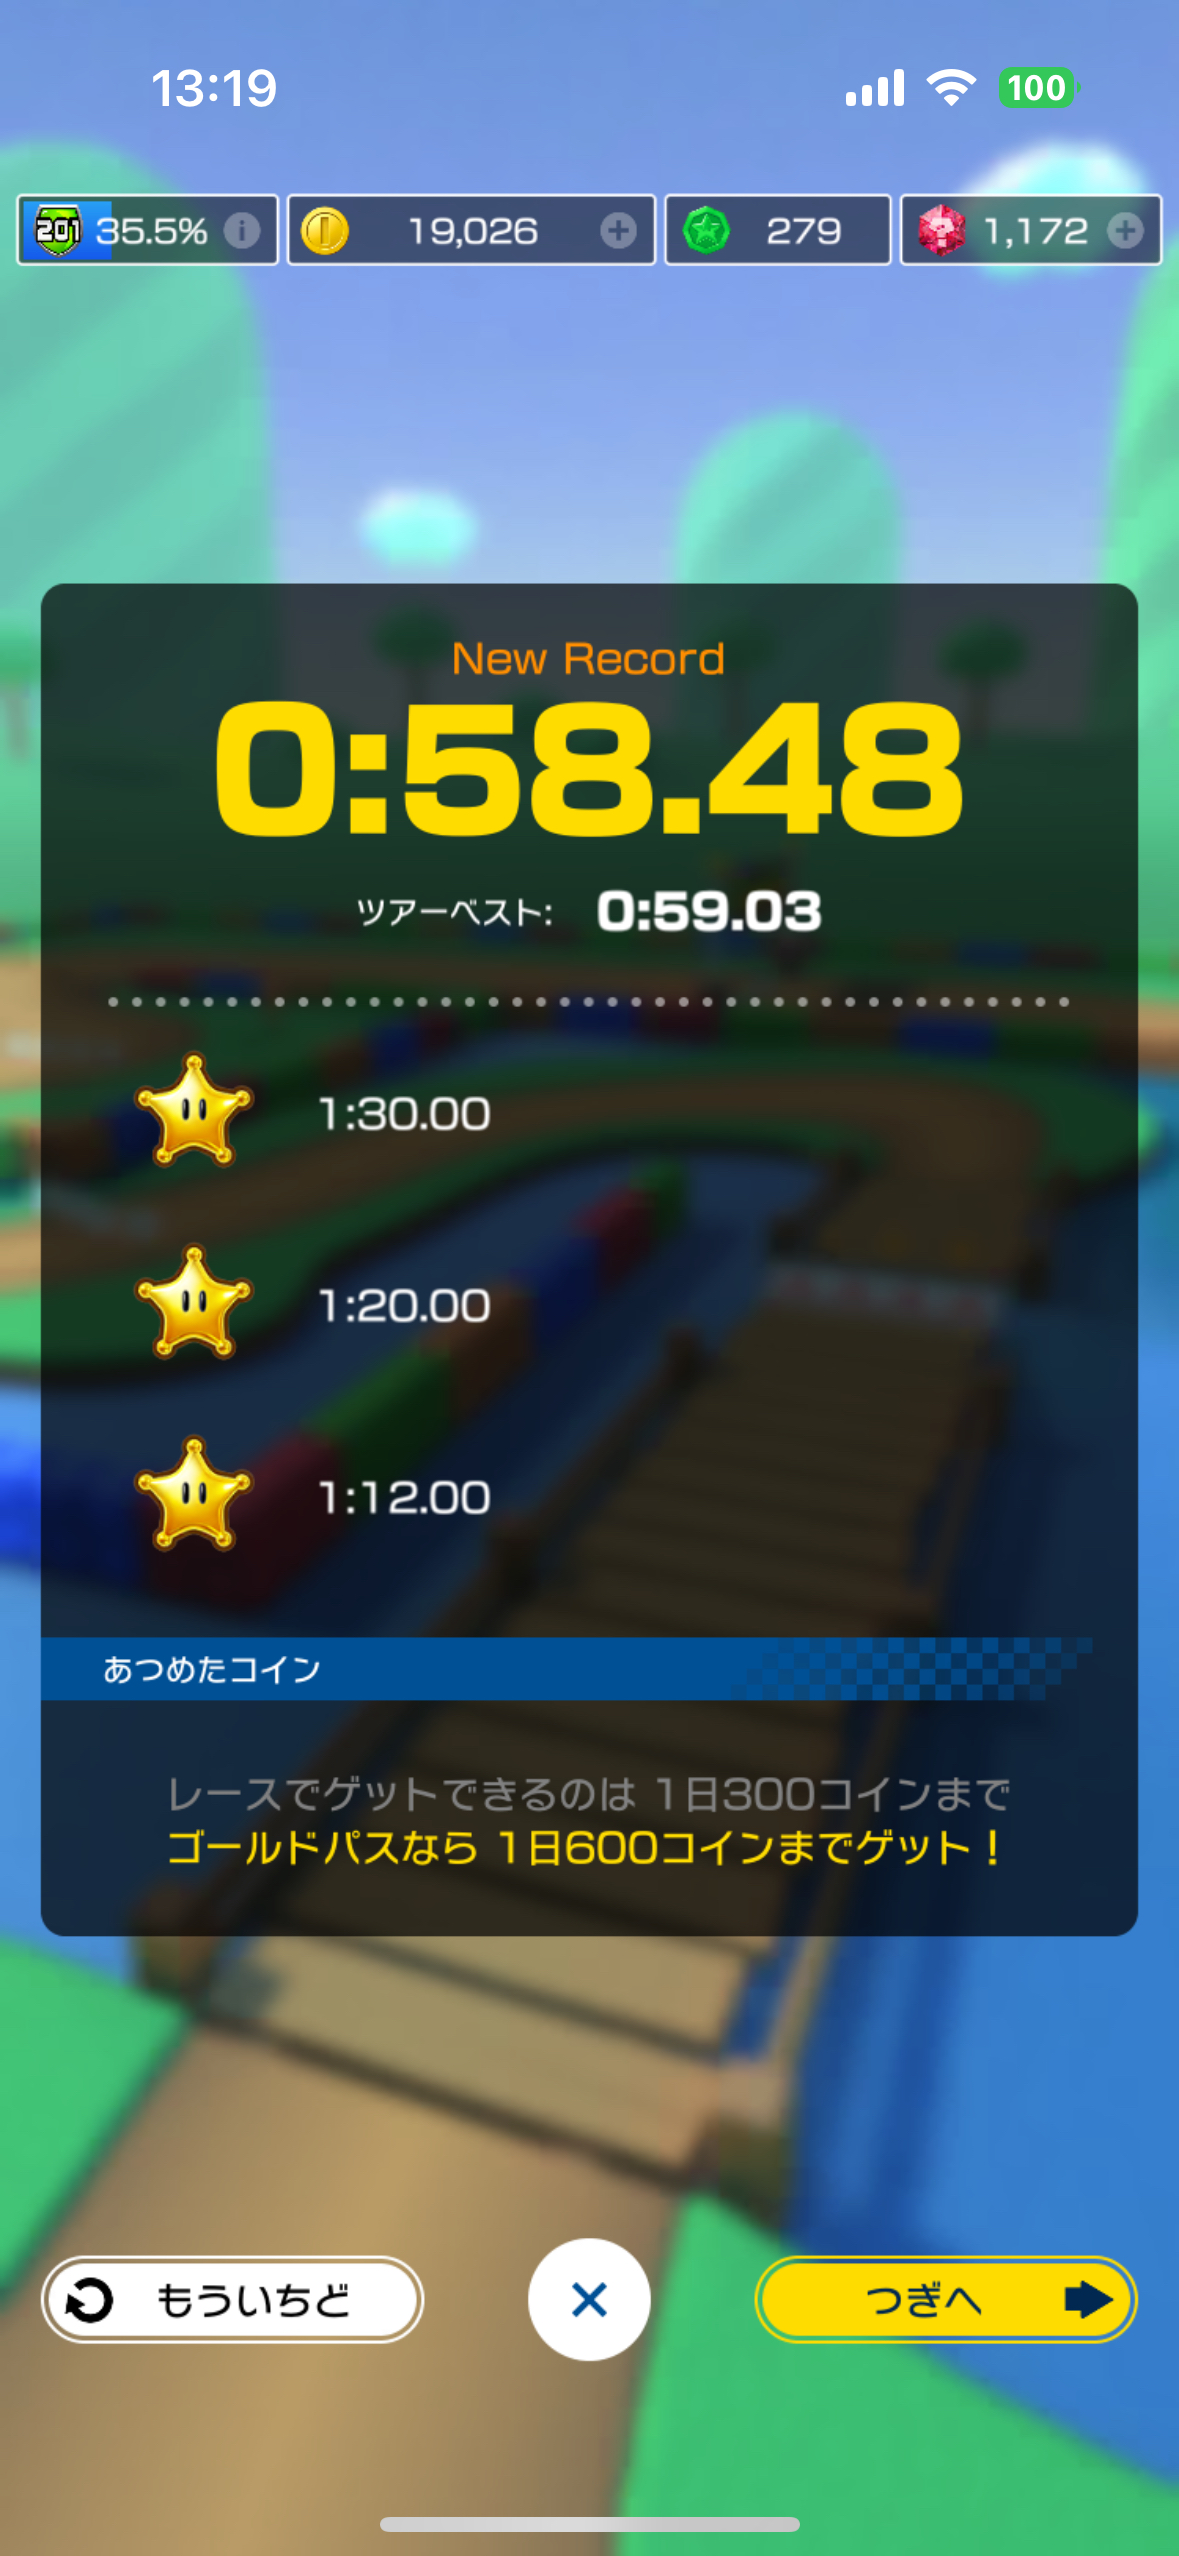 13:19 100
201 35.5% 19,026 279 1,172
New Record
0:58.48
ツアーベスト: 0:59.03
1:30.00
1:20.00
1:12.00
あつめたコイン
レースでゲットできるのは 1日300コインまで
ゴールドパスなら 1日600コインまでゲット！
もういちど つぎへ